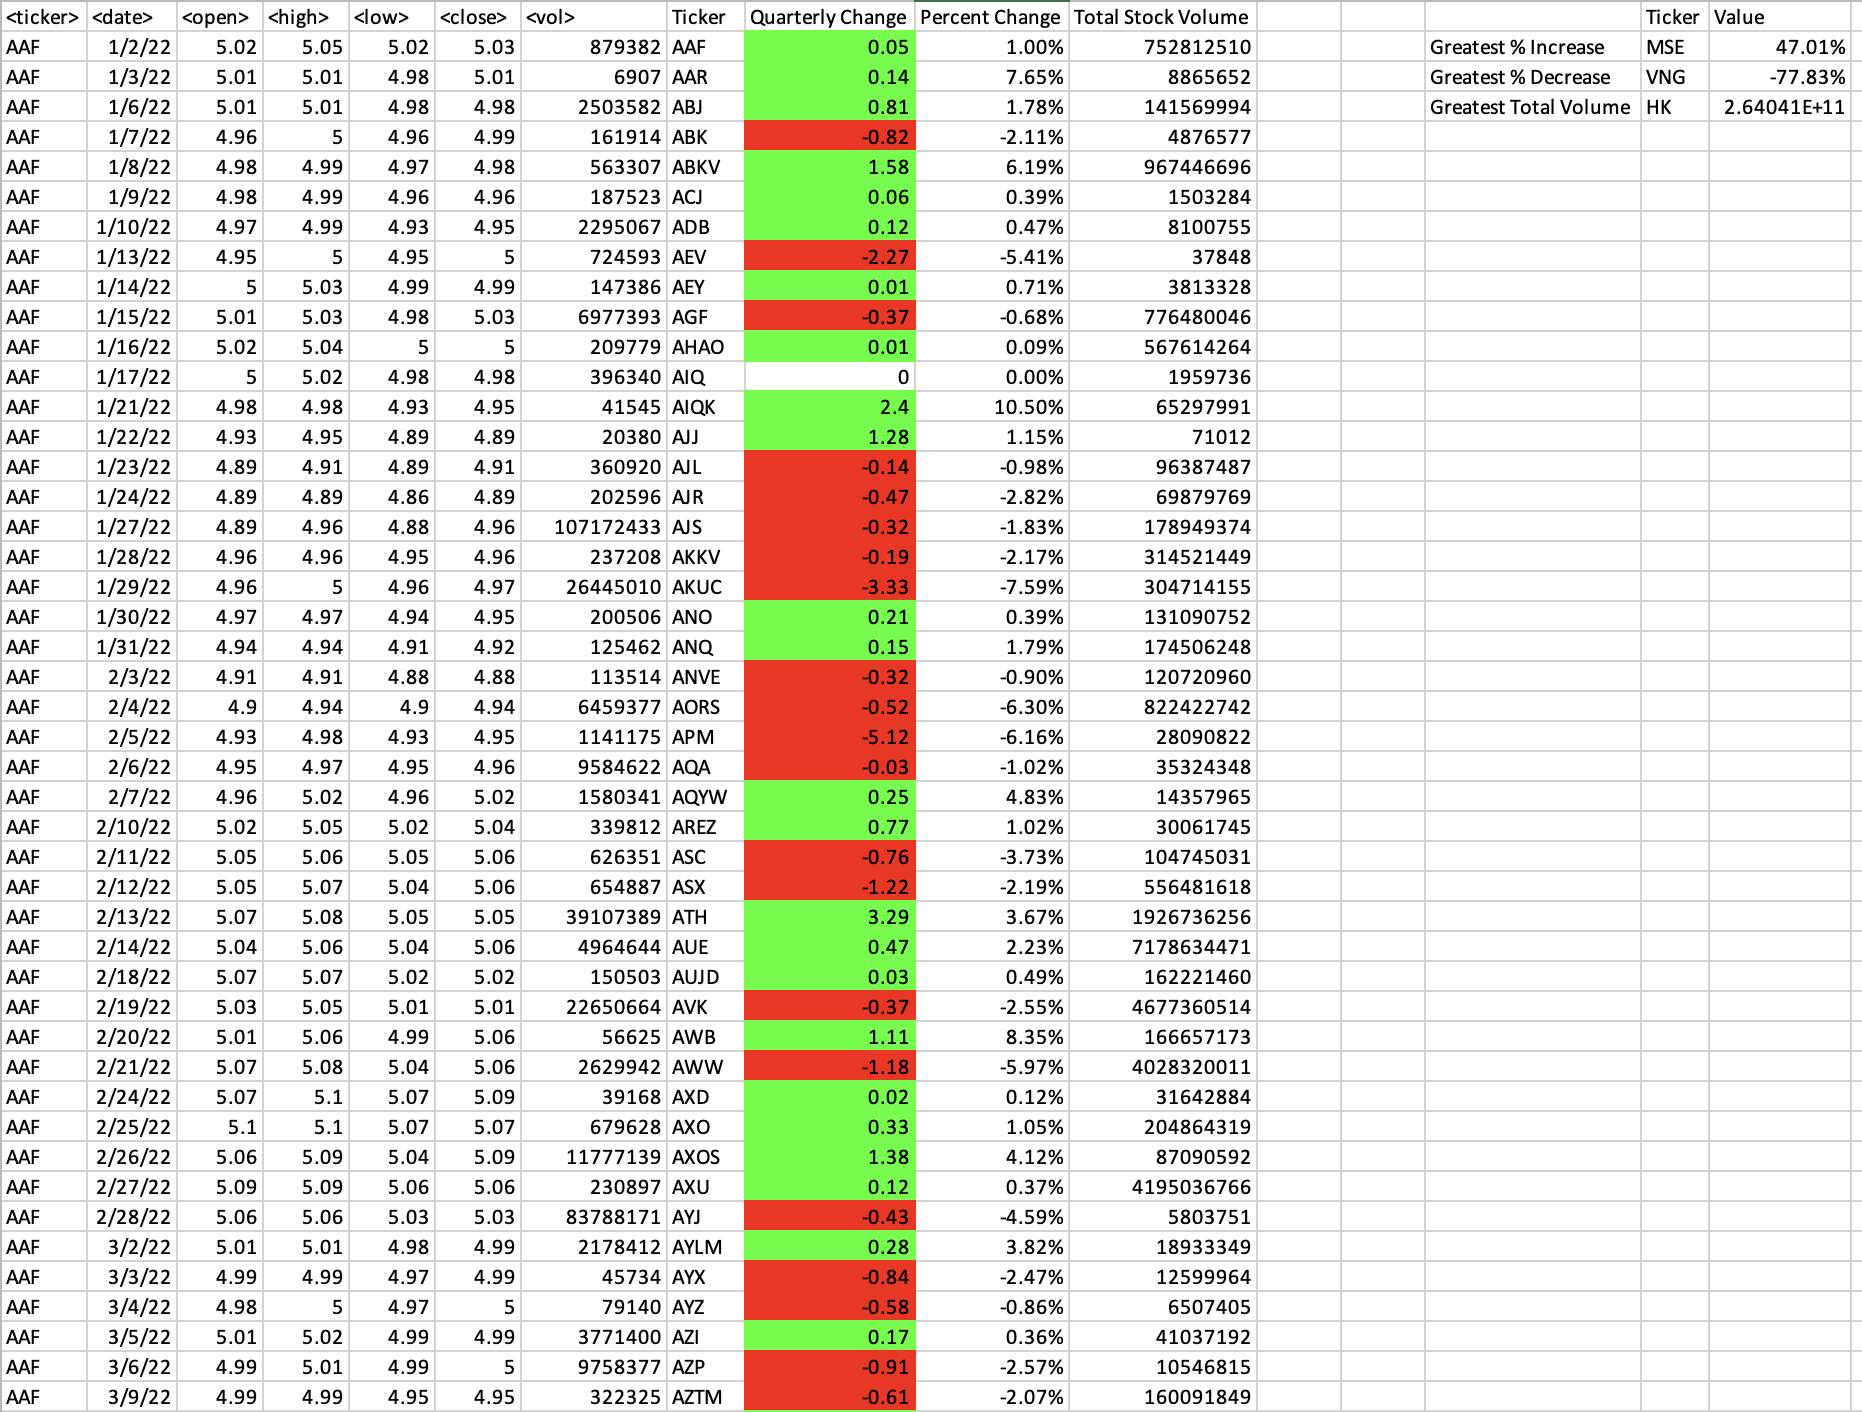 <ticker> <date> <open> <high> <low> <close> <vol> Ticker Quarterly Change Percent Change Total Stock Volume Ticker Value
AAF 1/2/22 5.02 5.05 5.02 5.03 879382 AAF 0.05 1.00% 752812510 Greatest % Increase MSE 47.01%
AAF 1/3/22 5.01 5.01 4.98 5.01 6907 AAR 0.14 7.65% 8865652 Greatest % Decrease VNG -77.83%
AAF 1/6/22 5.01 5.01 4.98 4.98 2503582 ABJ 0.81 1.78% 141569994 Greatest Total Volume HK 2.64041E+11
AAF 1/7/22 4.96 5 4.96 4.99 161914 ABK -0.82 -2.11% 4876577
AAF 1/8/22 4.98 4.99 4.97 4.98 563307 ABKV 1.58 6.19% 967446696
AAF 1/9/22 4.98 4.99 4.96 4.96 187523 ACJ 0.06 0.39% 1503284
AAF 1/10/22 4.97 4.99 4.93 4.95 2295067 ADB 0.12 0.47% 8100755
AAF 1/13/22 4.95 5 4.95 5 724593 AEV -2.27 -5.41% 37848
AAF 1/14/22 5 5.03 4.99 4.99 147386 AEY 0.01 0.71% 3813328
AAF 1/15/22 5.01 5.03 4.98 5.03 6977393 AGF -0.37 -0.68% 776480046
AAF 1/16/22 5.02 5.04 5 5 209779 AHAO 0.01 0.09% 567614264
AAF 1/17/22 5 5.02 4.98 4.98 396340 AIQ 0 0.00% 1959736
AAF 1/21/22 4.98 4.98 4.93 4.95 41545 AIQK 2.4 10.50% 65297991
AAF 1/22/22 4.93 4.95 4.89 4.89 20380 AJJ 1.28 1.15% 71012
AAF 1/23/22 4.89 4.91 4.89 4.91 360920 AJL -0.14 -0.98% 96387487
AAF 1/24/22 4.89 4.89 4.86 4.89 202596 AJR -0.47 -2.82% 69879769
AAF 1/27/22 4.89 4.96 4.88 4.96 107172433 AJS -0.32 -1.83% 178949374
AAF 1/28/22 4.96 4.96 4.95 4.96 237208 AKKV -0.19 -2.17% 314521449
AAF 1/29/22 4.96 5 4.96 4.97 26445010 AKUC -3.33 -7.59% 304714155
AAF 1/30/22 4.97 4.97 4.94 4.95 200506 ANO 0.21 0.39% 131090752
AAF 1/31/22 4.94 4.94 4.91 4.92 125462 ANQ 0.15 1.79% 174506248
AAF 2/3/22 4.91 4.91 4.88 4.88 113514 ANVE -0.32 -0.90% 120720960
AAF 2/4/22 4.9 4.94 4.9 4.94 6459377 AORS -0.52 -6.30% 822422742
AAF 2/5/22 4.93 4.98 4.93 4.95 1141175 APM -5.12 -6.16% 28090822
AAF 2/6/22 4.95 4.97 4.95 4.96 9584622 AQA -0.03 -1.02% 35324348
AAF 2/7/22 4.96 5.02 4.96 5.02 1580341 AQYW 0.25 4.83% 14357965
AAF 2/10/22 5.02 5.05 5.02 5.04 339812 AREZ 0.77 1.02% 30061745
AAF 2/11/22 5.05 5.06 5.05 5.06 626351 ASC -0.76 -3.73% 104745031
AAF 2/12/22 5.05 5.07 5.04 5.06 654887 ASX -1.22 -2.19% 556481618
AAF 2/13/22 5.07 5.08 5.05 5.05 39107389 ATH 3.29 3.67% 1926736256
AAF 2/14/22 5.04 5.06 5.04 5.06 4964644 AUE 0.47 2.23% 7178634471
AAF 2/18/22 5.07 5.07 5.02 5.02 150503 AUJD 0.03 0.49% 162221460
AAF 2/19/22 5.03 5.05 5.01 5.01 22650664 AVK -0.37 -2.55% 4677360514
AAF 2/20/22 5.01 5.06 4.99 5.06 56625 AWB 1.11 8.35% 166657173
AAF 2/21/22 5.07 5.08 5.04 5.06 2629942 AWW -1.18 -5.97% 4028320011
AAF 2/24/22 5.07 5.1 5.07 5.09 39168 AXD 0.02 0.12% 31642884
AAF 2/25/22 5.1 5.1 5.07 5.07 679628 AXO 0.33 1.05% 204864319
AAF 2/26/22 5.06 5.09 5.04 5.09 11777139 AXOS 1.38 4.12% 87090592
AAF 2/27/22 5.09 5.09 5.06 5.06 230897 AXU 0.12 0.37% 4195036766
AAF 2/28/22 5.06 5.06 5.03 5.03 83788171 AYJ -0.43 -4.59% 5803751
AAF 3/2/22 5.01 5.01 4.98 4.99 2178412 AYLM 0.28 3.82% 18933349
AAF 3/3/22 4.99 4.99 4.97 4.99 45734 AYX -0.84 -2.47% 12599964
AAF 3/4/22 4.98 5 4.97 5 79140 AYZ -0.58 -0.86% 6507405
AAF 3/5/22 5.01 5.02 4.99 4.99 3771400 AZI 0.17 0.36% 41037192
AAF 3/6/22 4.99 5.01 4.99 5 9758377 AZP -0.91 -2.57% 10546815
AAF 3/9/22 4.99 4.99 4.95 4.95 322325 AZTM -0.61 -2.07% 160091849